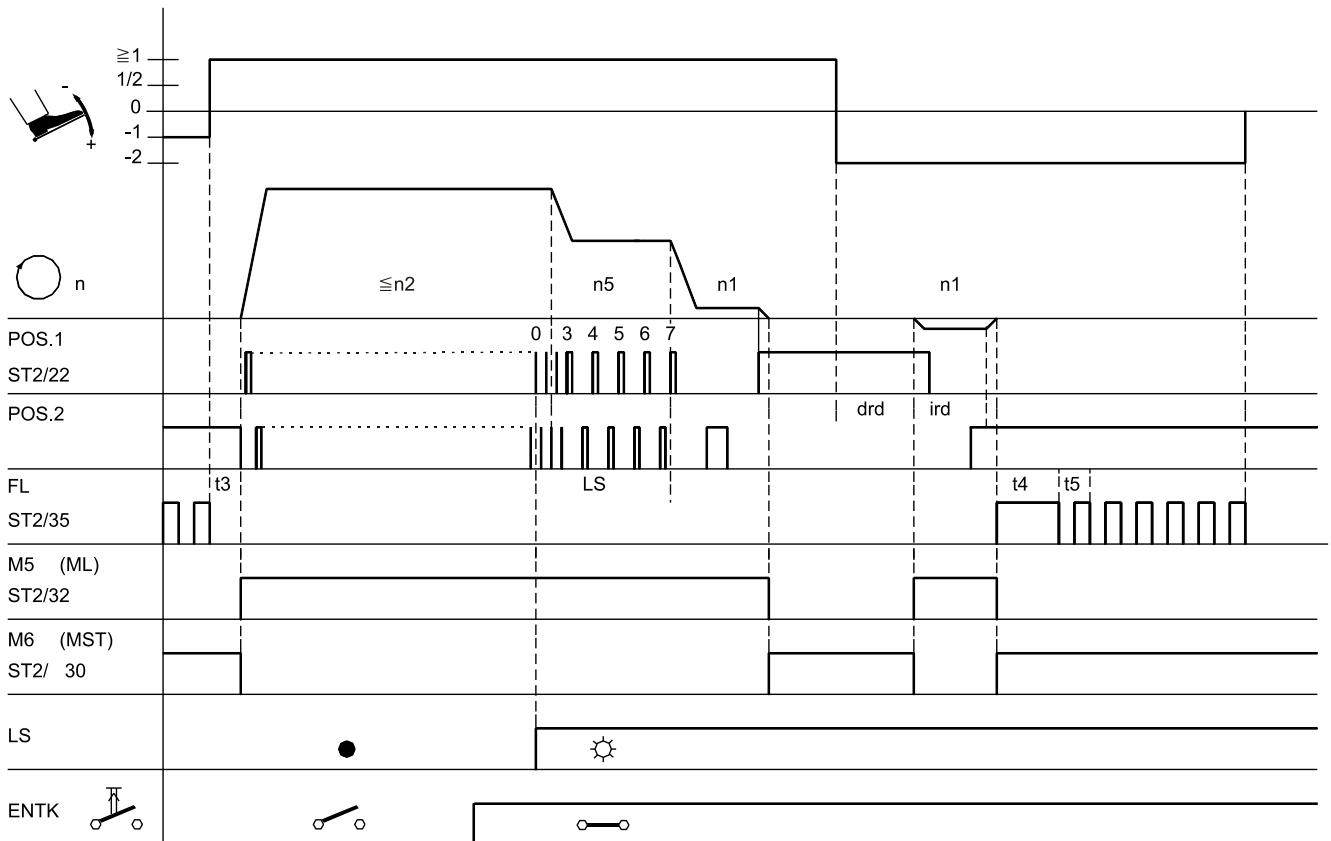 ≧1
1/2
0
-1
-2
-
+
n
≦n2
n5
n1
n1
POS.1
0 3 4 5 6 7
ST2/22
POS.2
drd
ird
FL
t3
LS
t4
t5
ST2/35
M5 (ML)
ST2/32
M6 (MST)
ST2/ 30
LS
ENTK